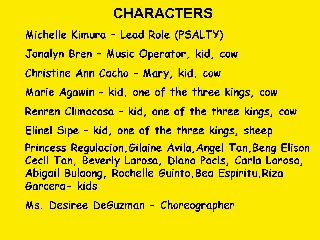 CHARACTERS
Michelle Kimura - Lead Role (PSALTY)
Jonalyn Bren - Music Operator, kid, cow
Christine Ann Cacho - Mary, kid, cow
Marie Agawin - kid, one of the three kings, cow
Renren Climacosa - kid, one of the three kings, cow
Elinel Sipe - kid, one of the three kings, sheep
Princess Regulacion,Gilaine Avila,Angel Tan,Beng Elison
Cecil Tan, Beverly Larosa, Diana Pacis, Carla Larosa,
Abigail Bulaong, Rochelle Guinto,Bea Espiritu,Riza
Garcera- kids
Ms. Desiree DeGuzman - Choreographer